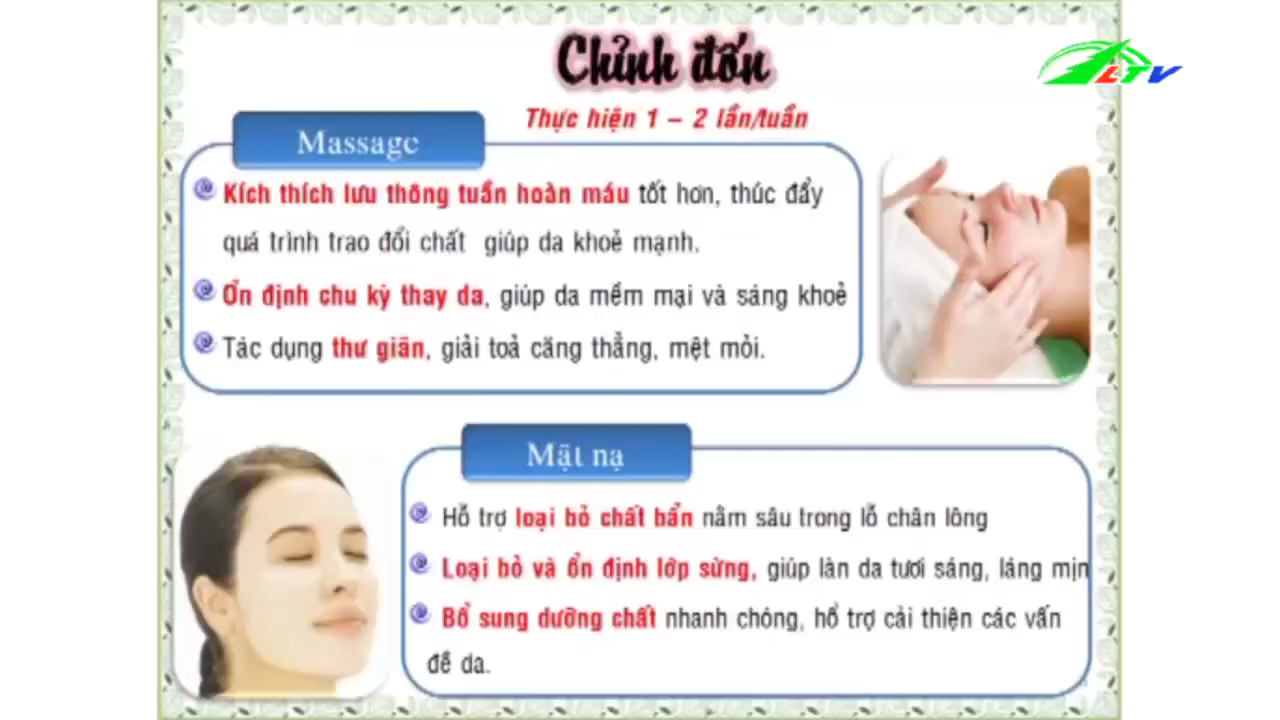 Chỉnh đốn
LTV
Thực hiện 1 – 2 lần/tuần
Massage
Kích thích lưu thông tuần hoàn máu tốt hơn, thúc đẩy
quá trình trao đổi chất giúp da khoẻ mạnh.
Ổn định chu kỳ thay da, giúp da mềm mại và sáng khoẻ
Tác dụng thư giãn, giải toả căng thẳng, mệt mỏi.
Mặt nạ
Hỗ trợ loại bỏ chất bẩn nằm sâu trong lỗ chân lông
Loại bỏ và ổn định lớp sừng, giúp làn da tươi sáng, láng mịn
Bổ sung dưỡng chất nhanh chóng, hổ trợ cải thiện các vấn
đề da.